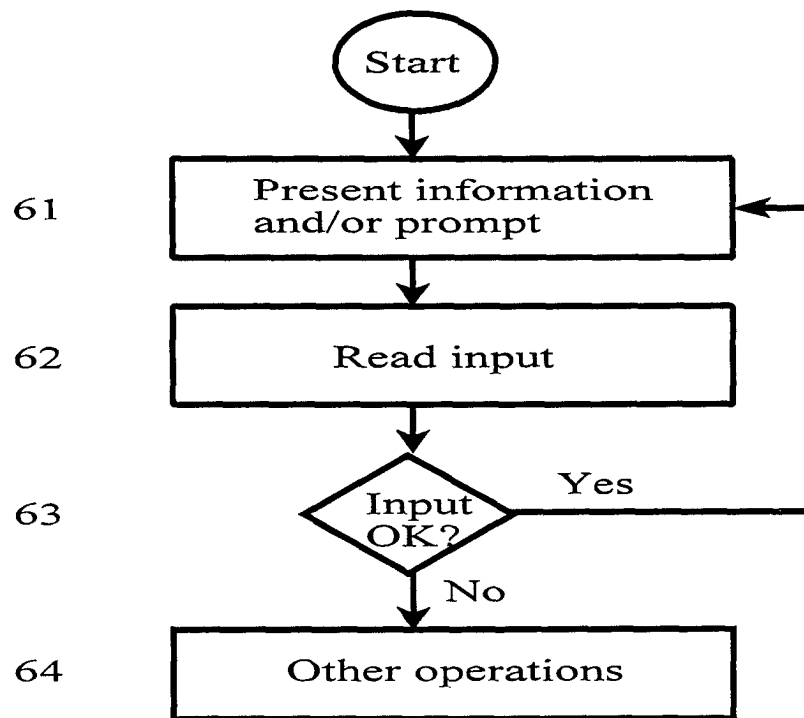 Start
61
Present information
and/or prompt
62
Read input
63
Input
OK?
Yes
No
64
Other operations